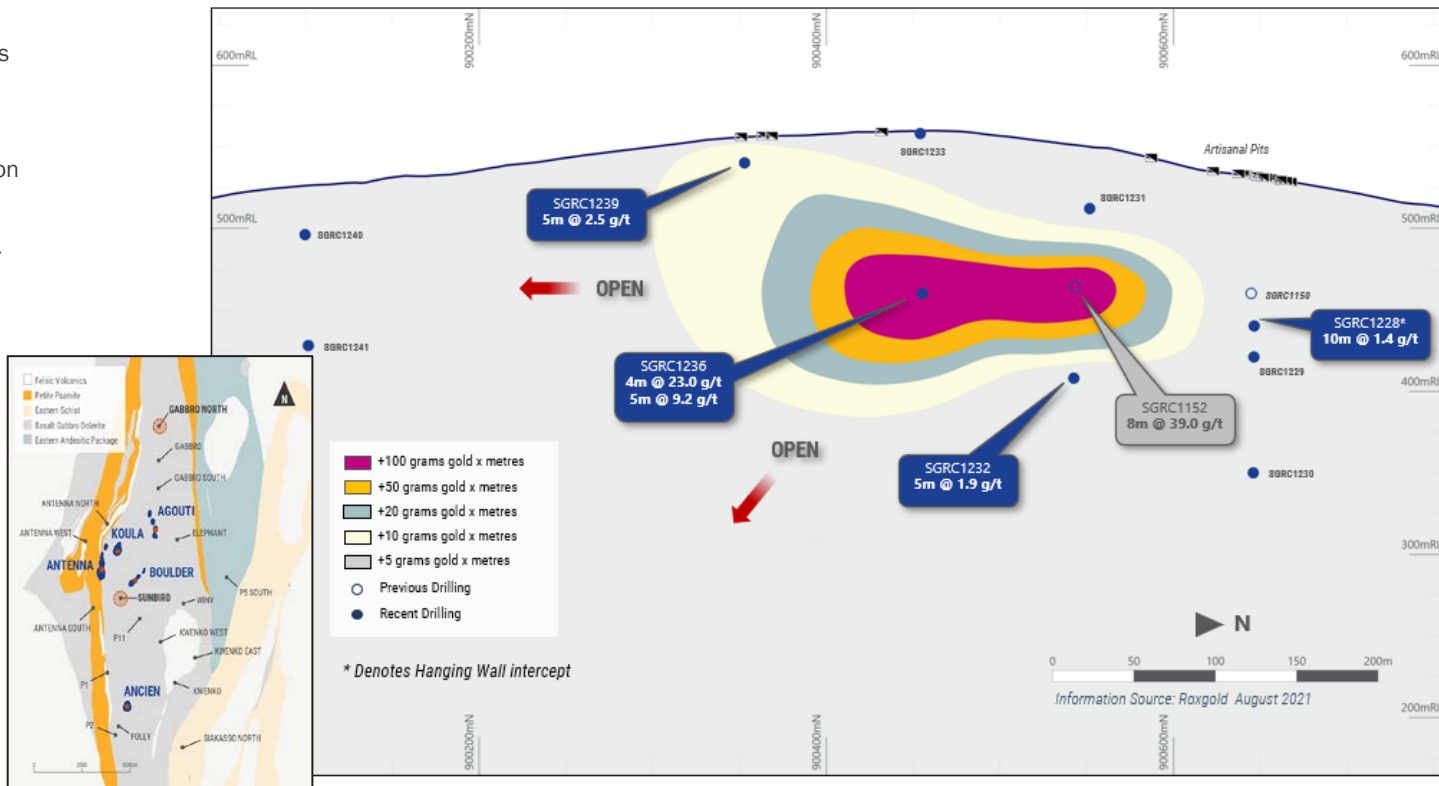 s
on
600mRL
500mRL
900200mN
900400mN
900600mN
600mRL
500mRL
400mRL
300mRL
200mRL
SGRC1233
Artisanal Pits
SGRC1239
5m @ 2.5 g/t
SGRC1231
SGRC1240
OPEN
SGRC1150
SGRC1228*
10m @ 1.4 g/t
SGRC1241
SGRC1229
SGRC1236
4m @ 23.0 g/t
5m @ 9.2 g/t
SGRC1152
8m @ 39.0 g/t
OPEN
SGRC1232
5m @ 1.9 g/t
SGRC1230
+100 grams gold x metres
+50 grams gold x metres
+20 grams gold x metres
+10 grams gold x metres
+5 grams gold x metres
Previous Drilling
Recent Drilling
* Denotes Hanging Wall intercept
N
0 50 100 150 200m
Information Source: Roxgold August 2021
900200mN
900400mN
900600mN
Felsic Volcanics
Petite Psamite
Eastern Schist
Basalt Gabbro Dolerite
Eastern Andesitic Package
N
GABBRO NORTH
GABBRO
GABBRO SOUTH
ANTENNA NORTH
AGOUTI
ANTENNA WEST
KOULA
ELEPHANT
ANTENNA
BOULDER
P5 SOUTH
SUNBIRD
WINY
ANTENNA SOUTH
P11
KWENKO WEST
KWENKO EAST
P1
KWENKO
ANCIEN
P2
FOLLY
SIAKASSO NORTH
0